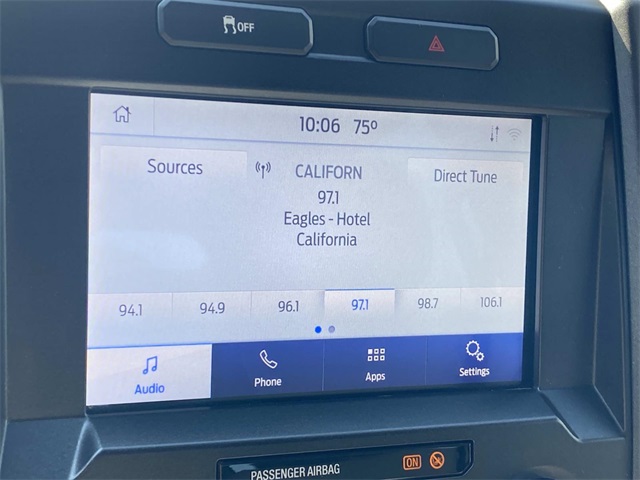 OFF
10:06 75°
Sources
CALIFORN
Direct Tune
97.1
Eagles - Hotel
California
94.1 94.9 96.1 97.1 98.7 106.1
Audio Phone Apps Settings
PASSENGER AIRBAG ON